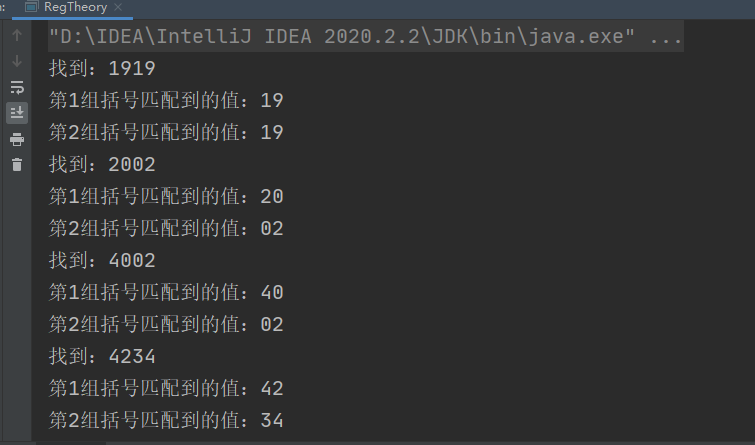 RegTheory
"D:\IDEA\IntelliJ IDEA 2020.2.2\JDK\bin\java.exe" ...
找到：1919
第1组括号匹配到的值：19
第2组括号匹配到的值：19
找到：2002
第1组括号匹配到的值：20
第2组括号匹配到的值：02
找到：4002
第1组括号匹配到的值：40
第2组括号匹配到的值：02
找到：4234
第1组括号匹配到的值：42
第2组括号匹配到的值：34